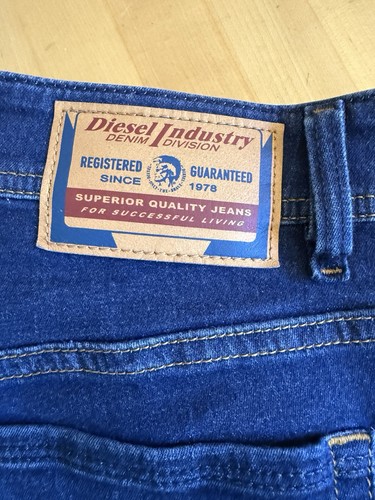 Diesel Industry
DENIM DIVISION
REGISTERED GUARANTEED
SINCE 1978
SUPERIOR QUALITY JEANS
FOR SUCCESSFUL LIVING